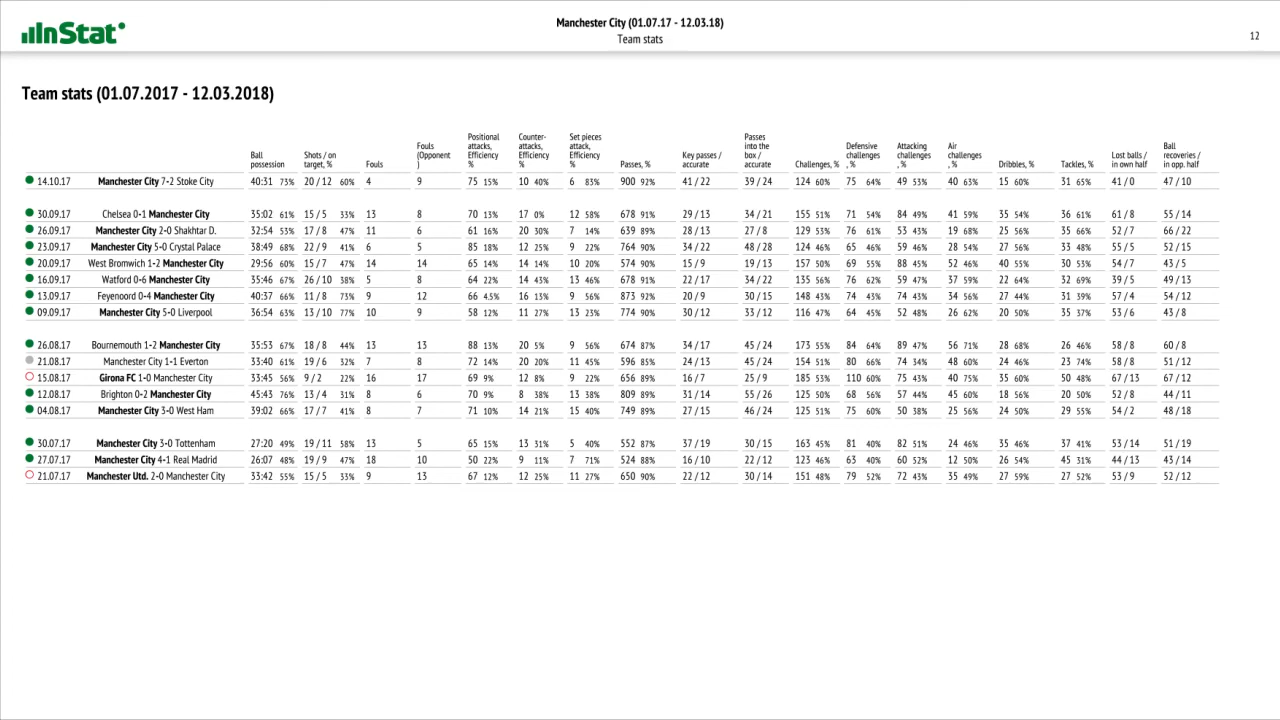 InStat
Manchester City (01.07.17 - 12.03.18)
Team stats
12
Team stats (01.07.2017 - 12.03.2018)
Ball possession Shots / on target, % Fouls Fouls (Opponent ) Positional attacks, Efficiency % Counter-attacks, Efficiency % Set pieces attack, Efficiency % Passes, % Key passes / accurate Passes into the box / accurate Challenges, % Defensive challenges , % Attacking challenges , % Air challenges , % Dribbles, % Tackles, % Lost balls / in own half Ball recoveries / in opp. half
14.10.17 Manchester City 7-2 Stoke City 40:31 73% 20 / 12 60% 4 9 75 15% 10 40% 6 83% 900 92% 41 / 22 39 / 24 124 60% 75 64% 49 53% 40 63% 15 60% 31 65% 41 / 0 47 / 10
30.09.17 Chelsea 0-1 Manchester City 35:02 61% 15 / 5 33% 13 8 70 13% 17 0% 12 58% 678 91% 29 / 13 34 / 21 155 51% 71 54% 84 49% 41 59% 35 54% 36 61% 61 / 8 55 / 14
26.09.17 Manchester City 2-0 Shakhtar D. 32:54 53% 17 / 8 47% 11 6 61 16% 20 30% 7 14% 639 89% 28 / 13 27 / 8 129 53% 76 61% 53 43% 19 68% 25 56% 35 66% 52 / 7 66 / 22
23.09.17 Manchester City 5-0 Crystal Palace 38:49 68% 22 / 9 41% 6 5 85 18% 12 25% 9 22% 764 90% 34 / 22 48 / 28 124 46% 65 46% 59 46% 28 54% 27 56% 33 48% 55 / 5 52 / 15
20.09.17 West Bromwich 1-2 Manchester City 29:56 60% 15 / 7 47% 14 14 65 14% 14 14% 10 20% 574 90% 15 / 9 19 / 13 157 50% 69 55% 88 45% 52 46% 40 55% 30 53% 54 / 7 43 / 5
16.09.17 Watford 0-6 Manchester City 35:46 67% 26 / 10 38% 5 8 64 22% 14 43% 13 46% 678 91% 22 / 17 34 / 22 135 56% 76 62% 59 47% 37 59% 22 64% 32 69% 39 / 5 49 / 13
13.09.17 Feyenoord 0-4 Manchester City 40:37 66% 11 / 8 73% 9 12 66 4.5% 16 13% 9 56% 873 92% 20 / 9 30 / 15 148 43% 74 43% 74 43% 34 56% 27 44% 31 39% 57 / 4 54 / 12
09.09.17 Manchester City 5-0 Liverpool 36:54 63% 13 / 10 77% 10 9 58 12% 11 27% 13 23% 774 90% 30 / 12 33 / 12 116 47% 64 45% 52 48% 26 62% 20 50% 35 37% 53 / 6 43 / 8
26.08.17 Bournemouth 1-2 Manchester City 35:53 67% 18 / 8 44% 13 13 88 13% 20 5% 9 56% 674 87% 34 / 17 45 / 24 173 55% 84 64% 89 47% 56 71% 28 68% 26 46% 58 / 8 60 / 8
21.08.17 Manchester City 1-1 Everton 33:40 61% 19 / 6 32% 7 8 72 14% 20 20% 11 45% 596 85% 24 / 13 45 / 24 154 51% 80 66% 74 34% 48 60% 24 46% 23 74% 58 / 8 51 / 12
15.08.17 Girona FC 1-0 Manchester City 33:45 56% 9 / 2 22% 16 17 69 9% 12 8% 9 22% 656 89% 16 / 7 25 / 9 185 53% 110 60% 75 43% 40 75% 35 60% 50 48% 67 / 13 67 / 12
12.08.17 Brighton 0-2 Manchester City 45:43 76% 13 / 4 31% 8 6 70 9% 8 38% 13 38% 809 89% 31 / 14 55 / 26 125 50% 68 56% 57 44% 45 60% 18 56% 20 50% 52 / 8 44 / 11
04.08.17 Manchester City 3-0 West Ham 39:02 66% 17 / 7 41% 8 7 71 10% 14 21% 15 40% 749 89% 27 / 15 46 / 24 125 51% 75 60% 50 38% 25 56% 24 50% 29 55% 54 / 2 48 / 18
30.07.17 Manchester City 3-0 Tottenham 27:20 49% 19 / 11 58% 13 5 65 15% 13 31% 5 40% 552 87% 37 / 19 30 / 15 163 45% 81 40% 82 51% 24 46% 35 46% 37 41% 53 / 14 51 / 19
27.07.17 Manchester City 4-1 Real Madrid 26:07 48% 19 / 9 47% 18 10 50 22% 9 11% 7 71% 524 88% 16 / 10 22 / 12 123 46% 63 40% 60 52% 12 50% 26 54% 45 31% 44 / 13 43 / 14
21.07.17 Manchester Utd. 2-0 Manchester City 33:42 55% 15 / 5 33% 9 13 67 12% 12 25% 11 27% 650 90% 22 / 12 30 / 14 151 48% 79 52% 72 43% 35 49% 27 59% 27 52% 53 / 9 52 / 12